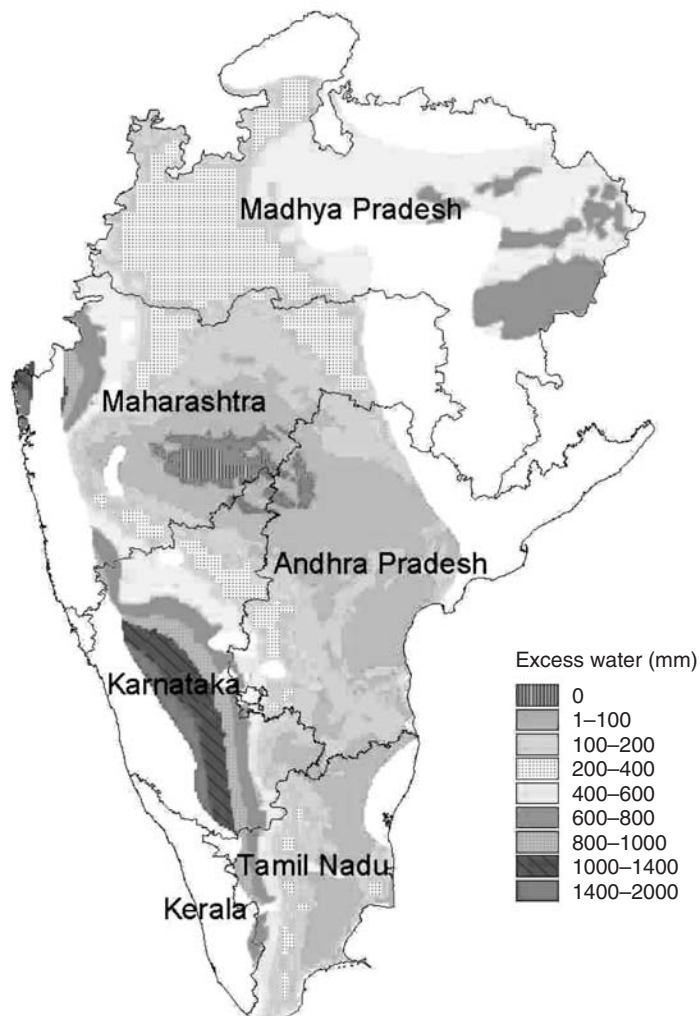 Madhya Pradesh
Maharashtra
Andhra Pradesh
Karnataka
Tamil Nadu
Kerala
Excess water (mm)
0
1–100
100–200
200–400
400–600
600–800
800–1000
1000–1400
1400–2000